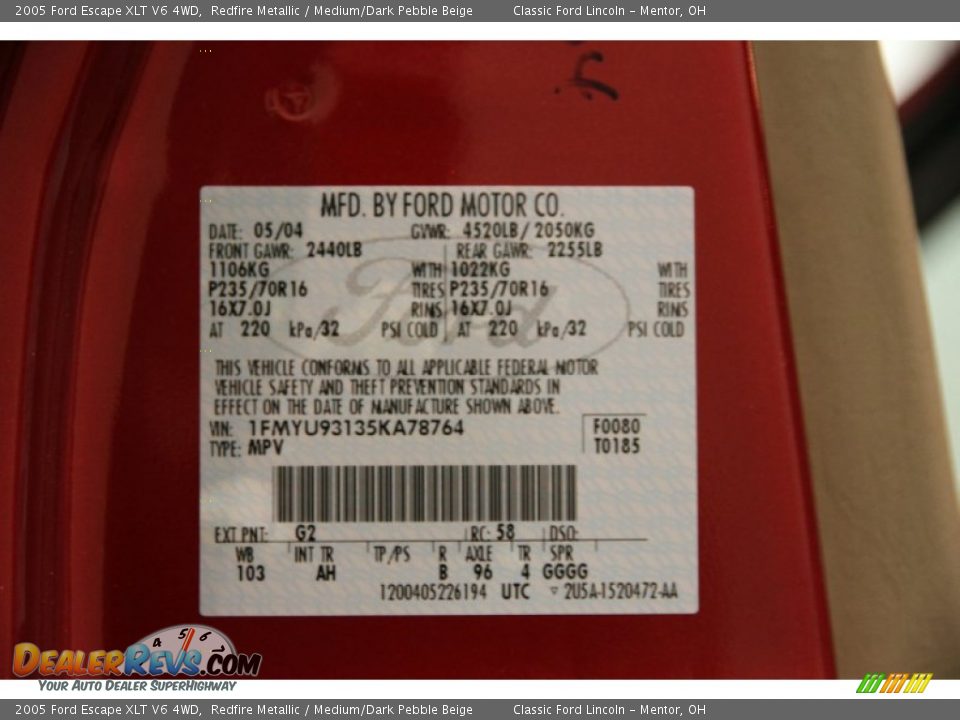 2005 Ford Escape XLT V6 4WD, Redfire Metallic / Medium/Dark Pebble Beige Classic Ford Lincoln – Mentor, OH
MFD. BY FORD MOTOR CO.
DATE: 05/04 GVWR: 4520LB/ 2050KG
FRONT GAWR: 2440LB REAR GAWR: 2255LB
1106KG WITH 1022KG WITH
P235/70R16 TIRES P235/70R16 TIRES
16X7.0J RIMS 16X7.0J RIMS
AT 220 kPa/32 PSI COLD AT 220 kPa/32 PSI COLD
Ford
THIS VEHICLE CONFORMS TO ALL APPLICABLE FEDERAL MOTOR
VEHICLE SAFETY AND THEFT PREVENTION STANDARDS IN
EFFECT ON THE DATE OF MANUFACTURE SHOWN ABOVE.
VIN: 1FMYU93135KA78764 F0080
TYPE: MPV T0185
EXT PNT: G2 RC: 58 DSO:
WB INT TR TP/PS R AXLE TR SPR
103 AH B 96 4 GGGG
1200405226194 UTC ▿ 2U5A-1520472-AA
4 5 6
DEALERREVS.COM
YOUR AUTO DEALER SUPERHIGHWAY
2005 Ford Escape XLT V6 4WD, Redfire Metallic / Medium/Dark Pebble Beige Classic Ford Lincoln – Mentor, OH